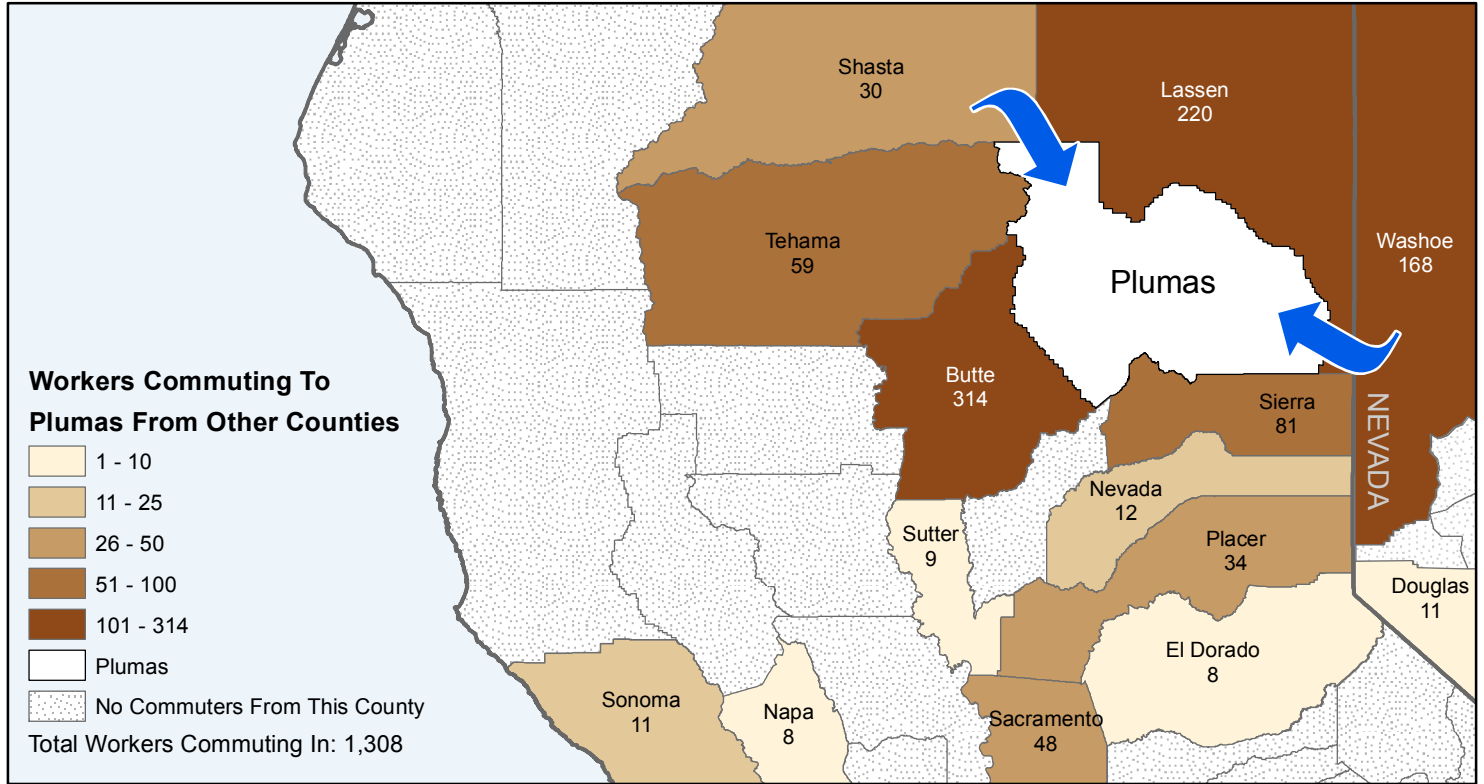 Shasta
30
Lassen
220
Tehama
59
Washoe
168
Plumas
Butte
314
Sierra
81
NEVADA
Nevada
12
Sutter
9
Placer
34
Douglas
11
El Dorado
8
Sonoma
11
Napa
8
Sacramento
48
Workers Commuting To
Plumas From Other Counties
1 - 10
11 - 25
26 - 50
51 - 100
101 - 314
Plumas
No Commuters From This County
Total Workers Commuting In: 1,308